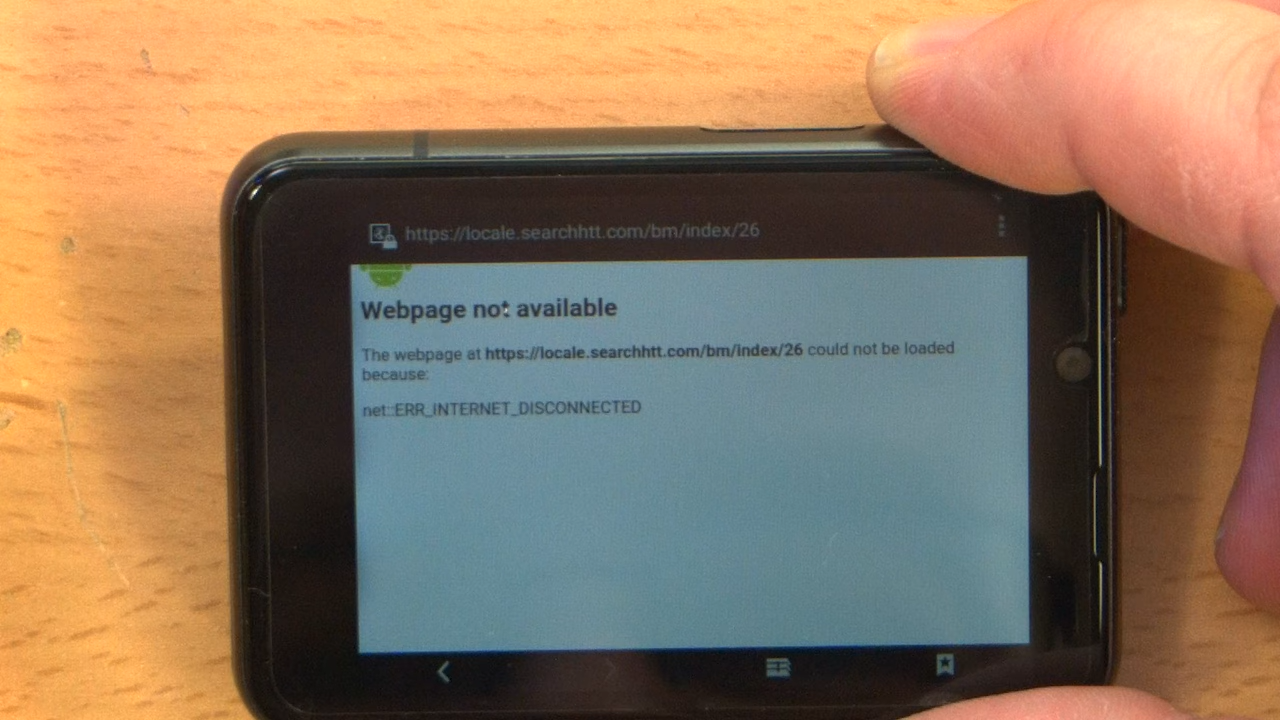 https://locale.searchhtt.com/bm/index/26
Webpage not available
The webpage at https://locale.searchhtt.com/bm/index/26 could not be loaded
because:
net::ERR_INTERNET_DISCONNECTED